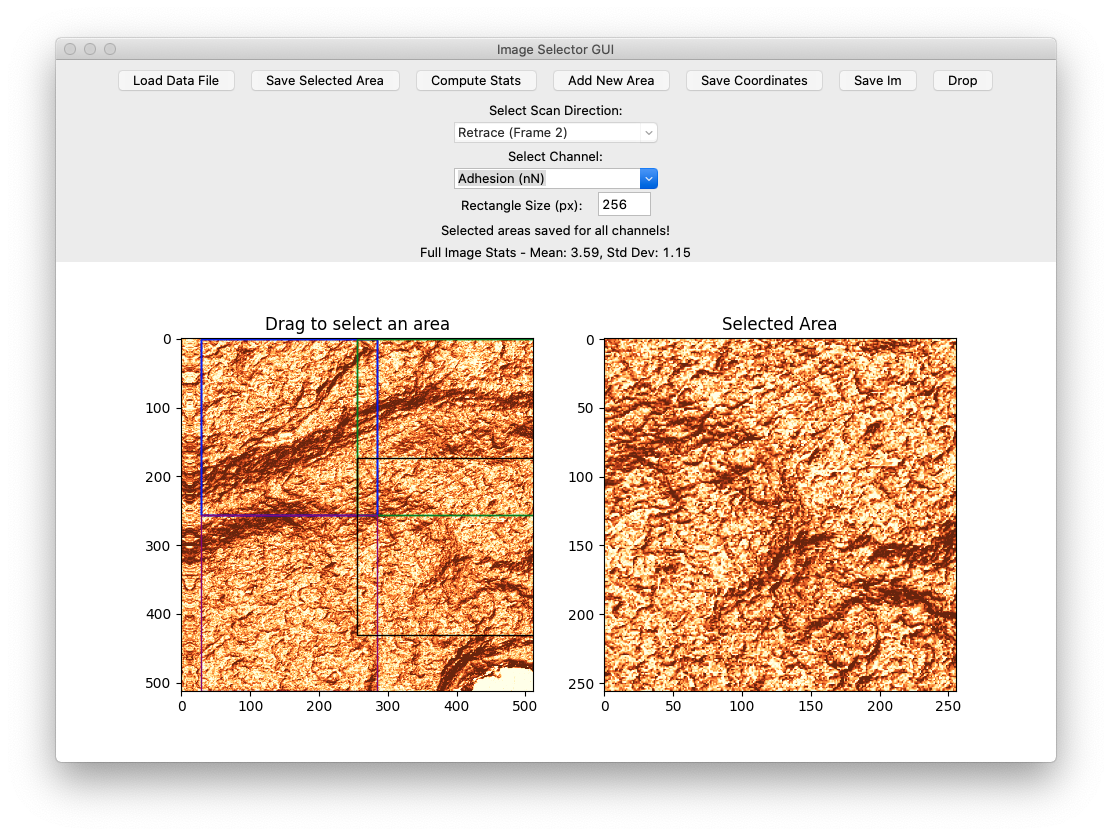 Image Selector GUI
Load Data File Save Selected Area Compute Stats Add New Area Save Coordinates Save Im Drop
Select Scan Direction:
Retrace (Frame 2)
Select Channel:
Adhesion (nN)
Rectangle Size (px): 256
Selected areas saved for all channels!
Full Image Stats - Mean: 3.59, Std Dev: 1.15
Drag to select an area
0
100
200
300
400
500
0 100 200 300 400 500
Selected Area
0
50
100
150
200
250
0 50 100 150 200 250